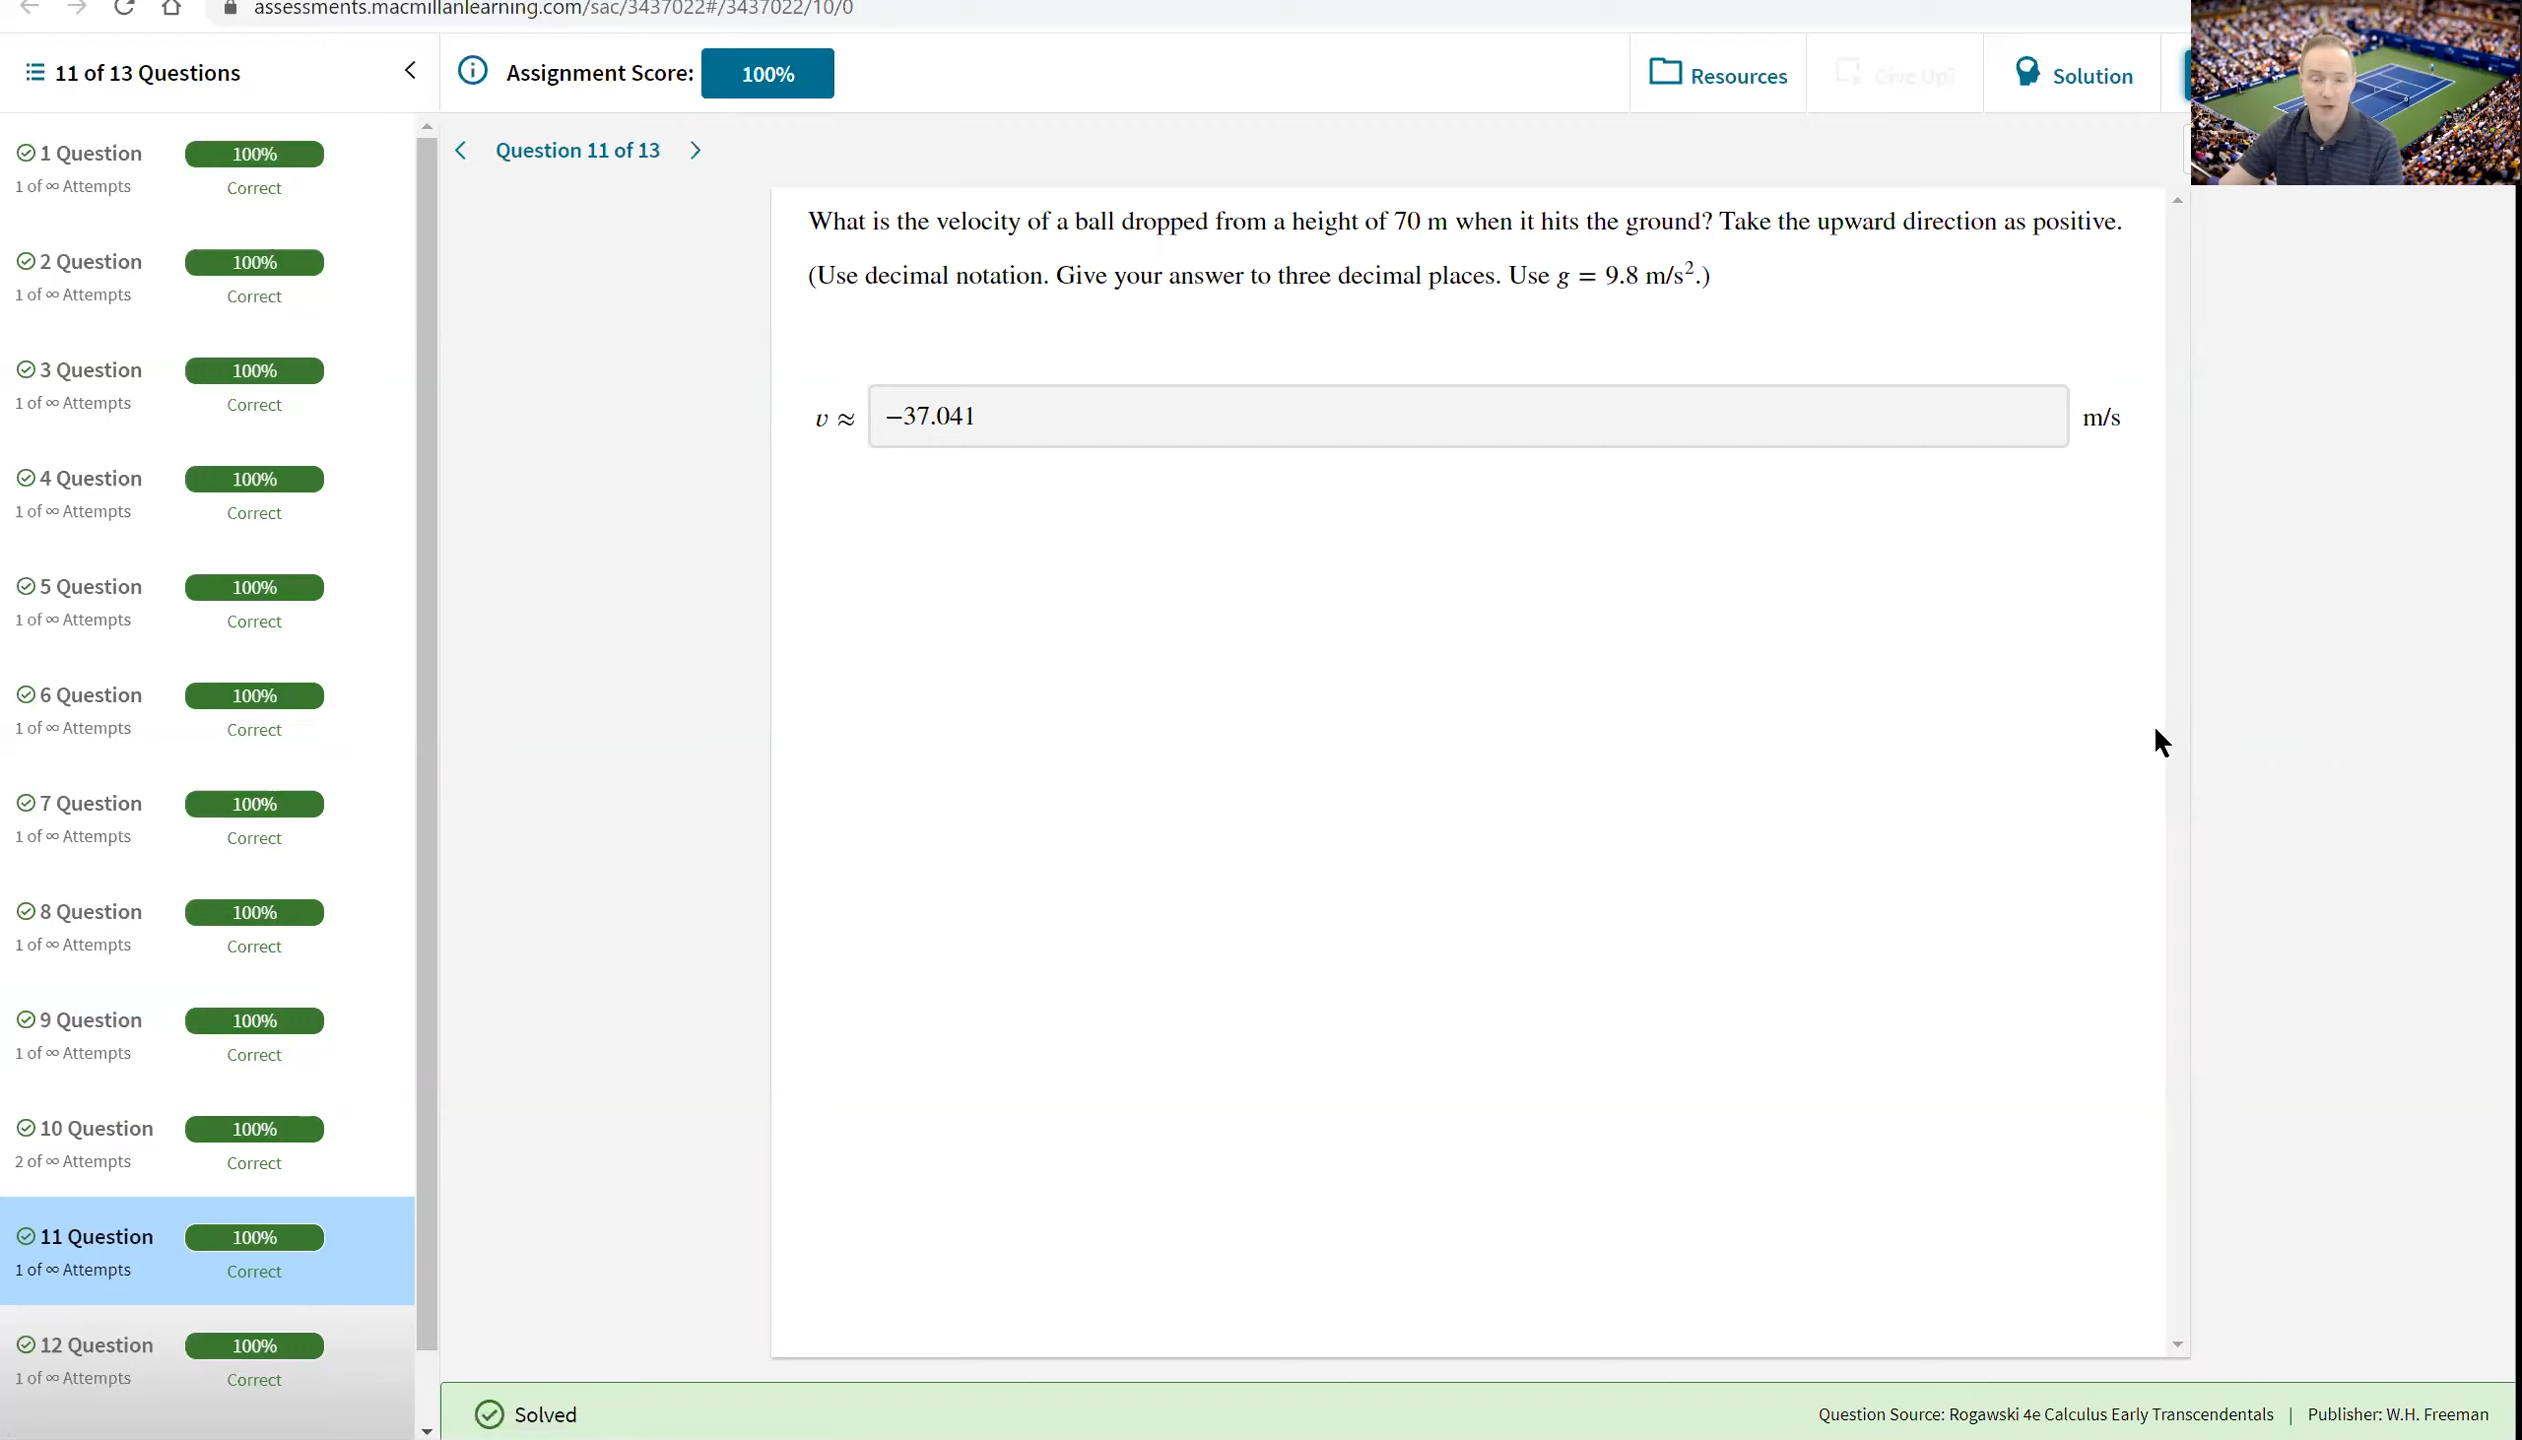 assessments.macmillanlearning.com/sac/3437022#/3437022/10/0
11 of 13 Questions
Assignment Score: 100%
Resources
Give Up?
Solution
1 Question 100%
1 of ∞ Attempts Correct
2 Question 100%
1 of ∞ Attempts Correct
3 Question 100%
1 of ∞ Attempts Correct
4 Question 100%
1 of ∞ Attempts Correct
5 Question 100%
1 of ∞ Attempts Correct
6 Question 100%
1 of ∞ Attempts Correct
7 Question 100%
1 of ∞ Attempts Correct
8 Question 100%
1 of ∞ Attempts Correct
9 Question 100%
1 of ∞ Attempts Correct
10 Question 100%
2 of ∞ Attempts Correct
11 Question 100%
1 of ∞ Attempts Correct
12 Question 100%
1 of ∞ Attempts Correct
Question 11 of 13
What is the velocity of a ball dropped from a height of 70 m when it hits the ground? Take the upward direction as positive.
(Use decimal notation. Give your answer to three decimal places. Use g = 9.8 m/s².)
v ≈ −37.041 m/s
Solved
Question Source: Rogawski 4e Calculus Early Transcendentals | Publisher: W.H. Freeman